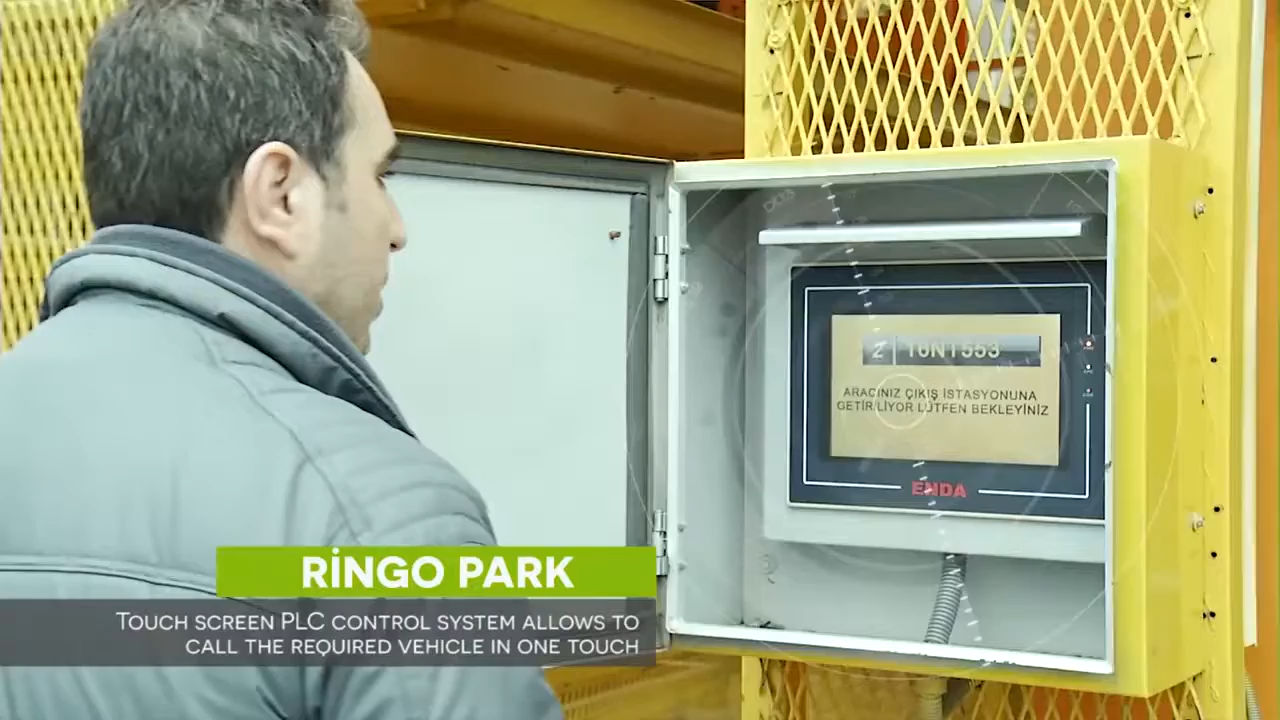 2 16NT553
ARACINIZ ÇIKIŞ İSTASYONUNA
GETİRİLİYOR LÜTFEN BEKLEYİNİZ
ENDA
RİNGO PARK
TOUCH SCREEN PLC CONTROL SYSTEM ALLOWS TO
CALL THE REQUIRED VEHICLE IN ONE TOUCH